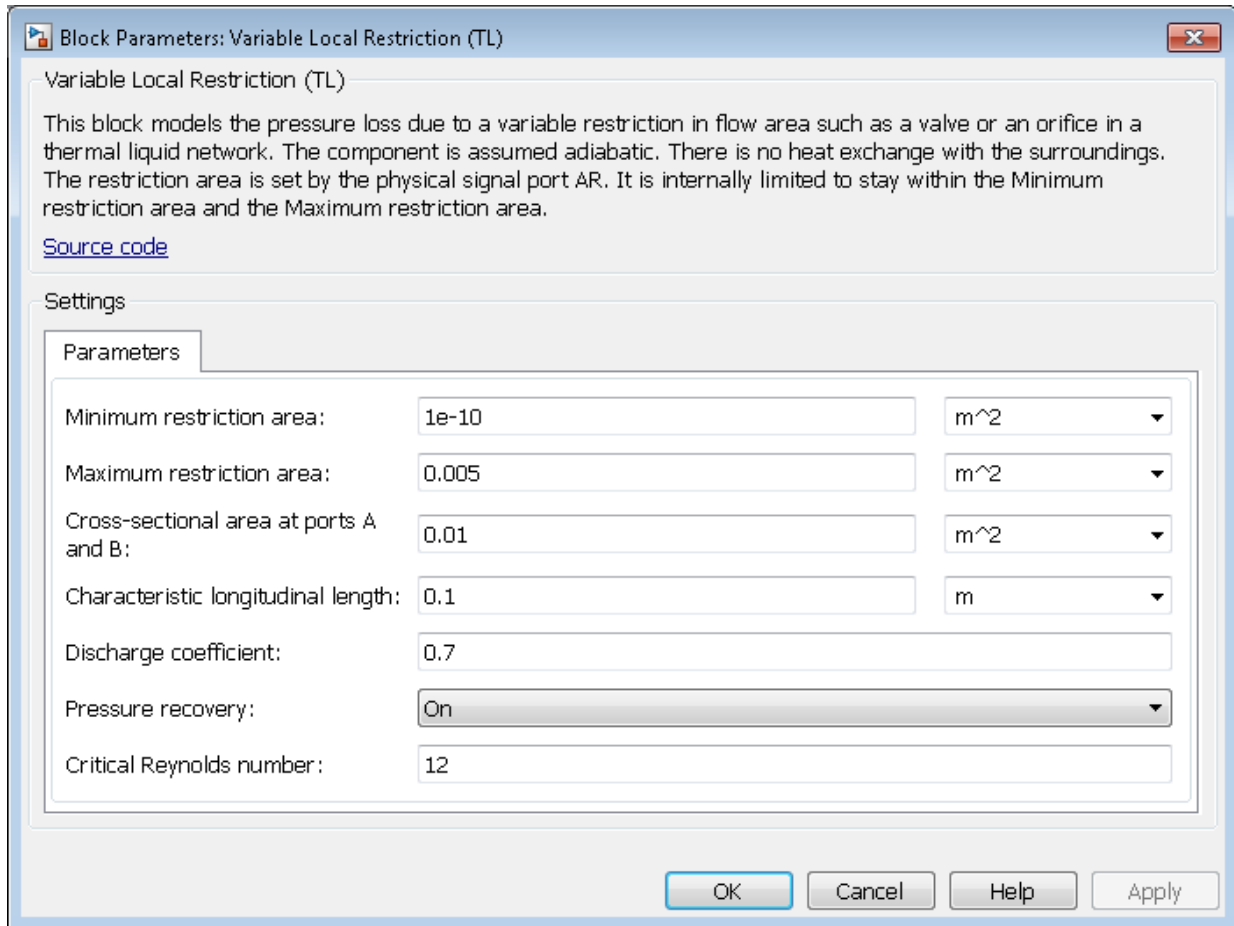 Block Parameters: Variable Local Restriction (TL)
Variable Local Restriction (TL)
This block models the pressure loss due to a variable restriction in flow area such as a valve or an orifice in a
thermal liquid network. The component is assumed adiabatic. There is no heat exchange with the surroundings.
The restriction area is set by the physical signal port AR. It is internally limited to stay within the Minimum
restriction area and the Maximum restriction area.
Source code
Settings
Parameters
Minimum restriction area: 1e-10 m^2
Maximum restriction area: 0.005 m^2
Cross-sectional area at ports A
and B: 0.01 m^2
Characteristic longitudinal length: 0.1 m
Discharge coefficient: 0.7
Pressure recovery: On
Critical Reynolds number: 12
OK Cancel Help Apply